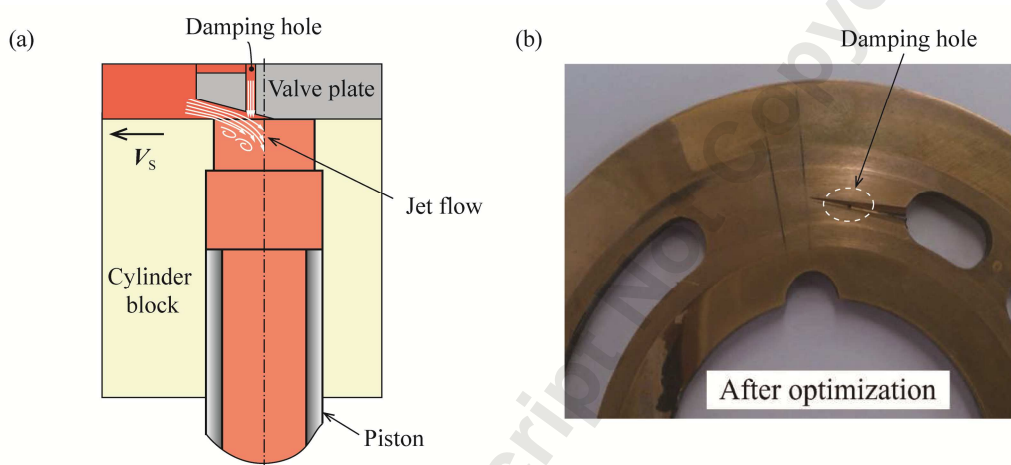 (a)
Damping hole
Valve plate
V_S
Jet flow
Cylinder
block
Piston
(b)
Damping hole
After optimization